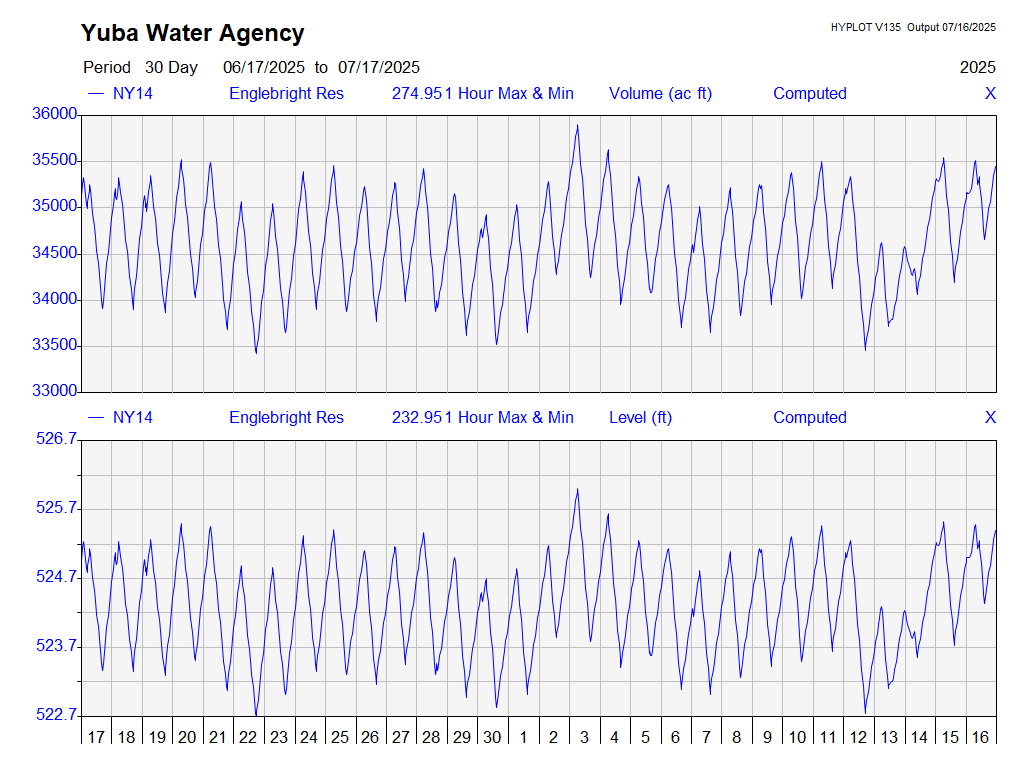 Yuba Water Agency
HYPLOT V135 Output 07/16/2025
Period 30 Day 06/17/2025 to 07/17/2025 2025
NY14 Englebright Res 274.951 Hour Max & Min Volume (ac ft) Computed X
36000
35500
35000
34500
34000
33500
33000
NY14 Englebright Res 232.951 Hour Max & Min Level (ft) Computed X
526.7
525.7
524.7
523.7
522.7
17 18 19 20 21 22 23 24 25 26 27 28 29 30 1 2 3 4 5 6 7 8 9 10 11 12 13 14 15 16